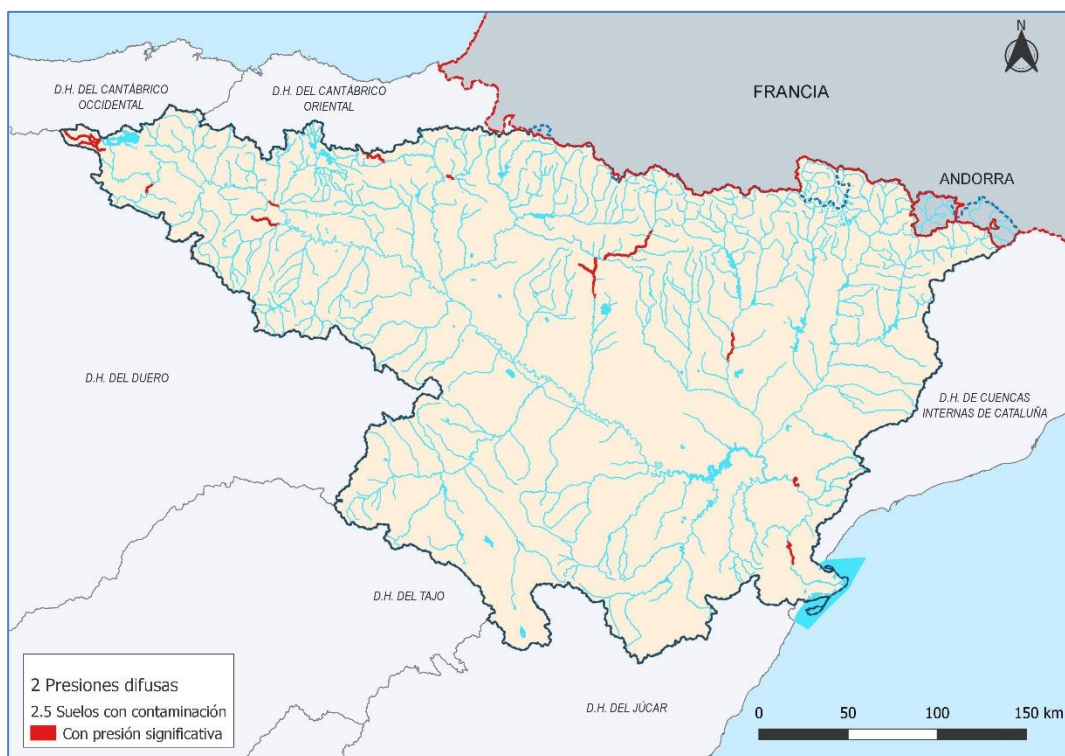 N
D.H. DEL CANTÁBRICO
OCCIDENTAL
D.H. DEL CANTÁBRICO
ORIENTAL
FRANCIA
ANDORRA
D.H. DEL DUERO
D.H. DE CUENCAS
INTERNAS DE CATALUÑA
D.H. DEL TAJO
D.H. DEL JÚCAR
2 Presiones difusas
2.5 Suelos con contaminación
Con presión significativa
0 50 100 150 km